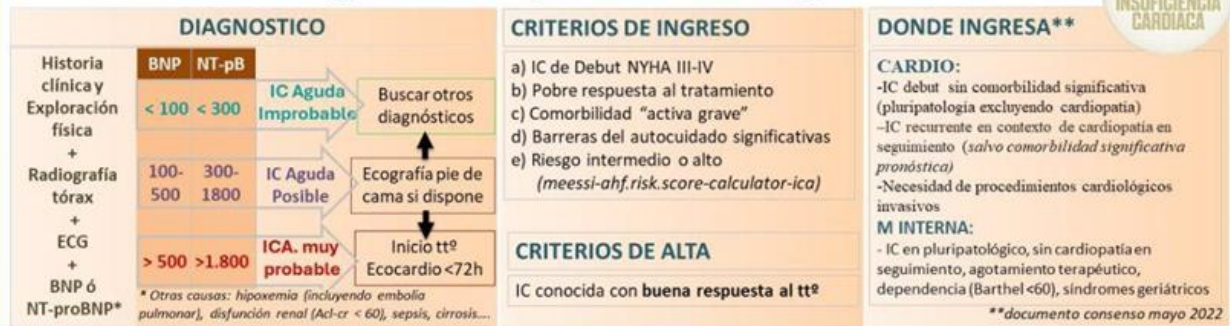 INSUFICIENCIA
CARDIACA
DIAGNOSTICO
Historia
clínica y
Exploración
física
+
Radiografía
tórax
+
ECG
+
BNP ó
NT-proBNP*
BNP NT-pB
< 100 < 300
IC Aguda
Improbable
Buscar otros
diagnósticos
100-
500
300-
1800
IC Aguda
Posible
Ecografía pie de
cama si dispone
> 500 >1.800
ICA. muy
probable
Inicio ttº
Ecocardio <72h
* Otras causas: hipoxemia (incluyendo embolia
pulmonar), disfunción renal (Acl-cr < 60), sepsis, cirrosis....
CRITERIOS DE INGRESO
a) IC de Debut NYHA III-IV
b) Pobre respuesta al tratamiento
c) Comorbilidad "activa grave"
d) Barreras del autocuidado significativas
e) Riesgo intermedio o alto
(meessi-ahf.risk.score-calculator-ica)
CRITERIOS DE ALTA
IC conocida con buena respuesta al ttº
DONDE INGRESA**
CARDIO:
-IC debut sin comorbilidad significativa
(pluripatología excluyendo cardiopatía)
–IC recurrente en contexto de cardiopatía en
seguimiento (salvo comorbilidad significativa
pronóstica)
-Necesidad de procedimientos cardiológicos
invasivos
M INTERNA:
- IC en pluripatológico, sin cardiopatía en
seguimiento, agotamiento terapéutico,
dependencia (Barthel <60), síndromes geriátricos
**documento consenso mayo 2022